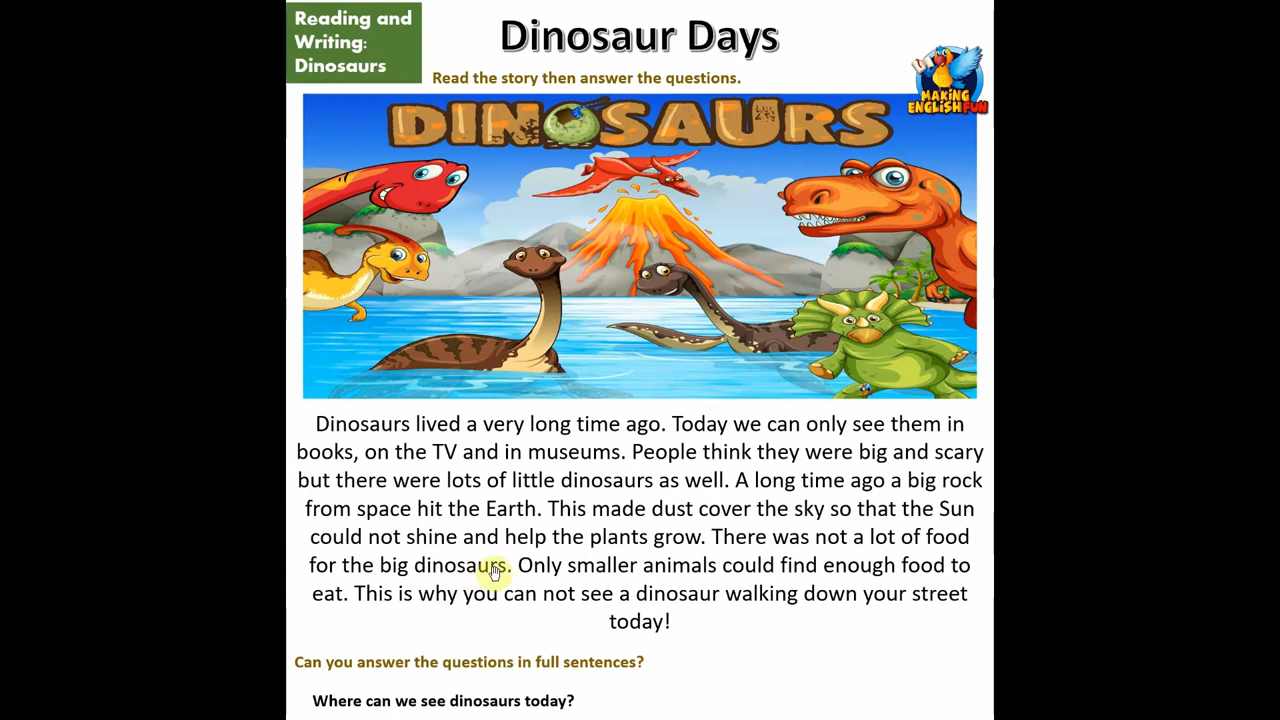 Reading and
Writing:
Dinosaurs
Dinosaur Days
Read the story then answer the questions.
MAKING
ENGLISH FUN
DINOSAURS
Dinosaurs lived a very long time ago. Today we can only see them in
books, on the TV and in museums. People think they were big and scary
but there were lots of little dinosaurs as well. A long time ago a big rock
from space hit the Earth. This made dust cover the sky so that the Sun
could not shine and help the plants grow. There was not a lot of food
for the big dinosaurs. Only smaller animals could find enough food to
eat. This is why you can not see a dinosaur walking down your street
today!
Can you answer the questions in full sentences?
Where can we see dinosaurs today?